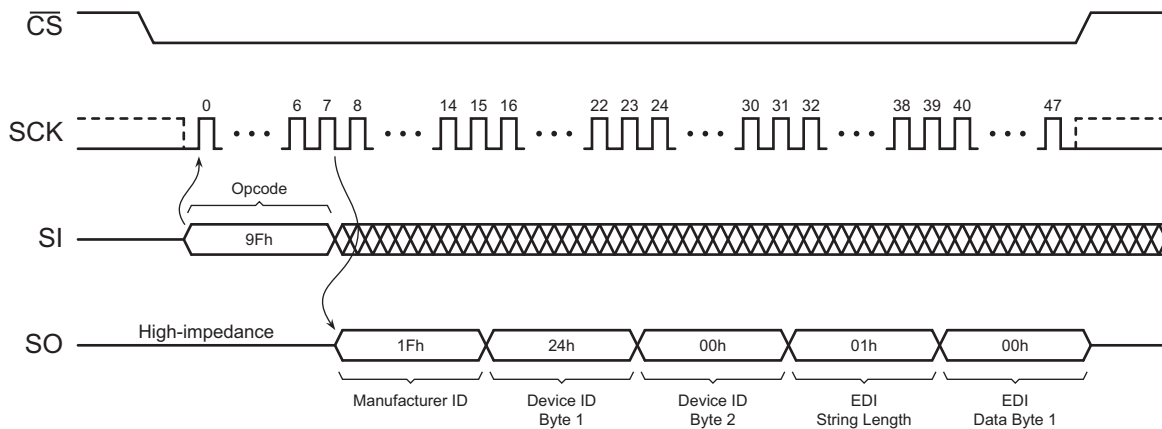 CS
0 6 7 8 14 15 16 22 23 24 30 31 32 38 39 40 47
SCK
Opcode
SI
9Fh
High-impedance
SO
1Fh 24h 00h 01h 00h
Manufacturer ID Device ID Device ID EDI EDI
Byte 1 Byte 2 String Length Data Byte 1